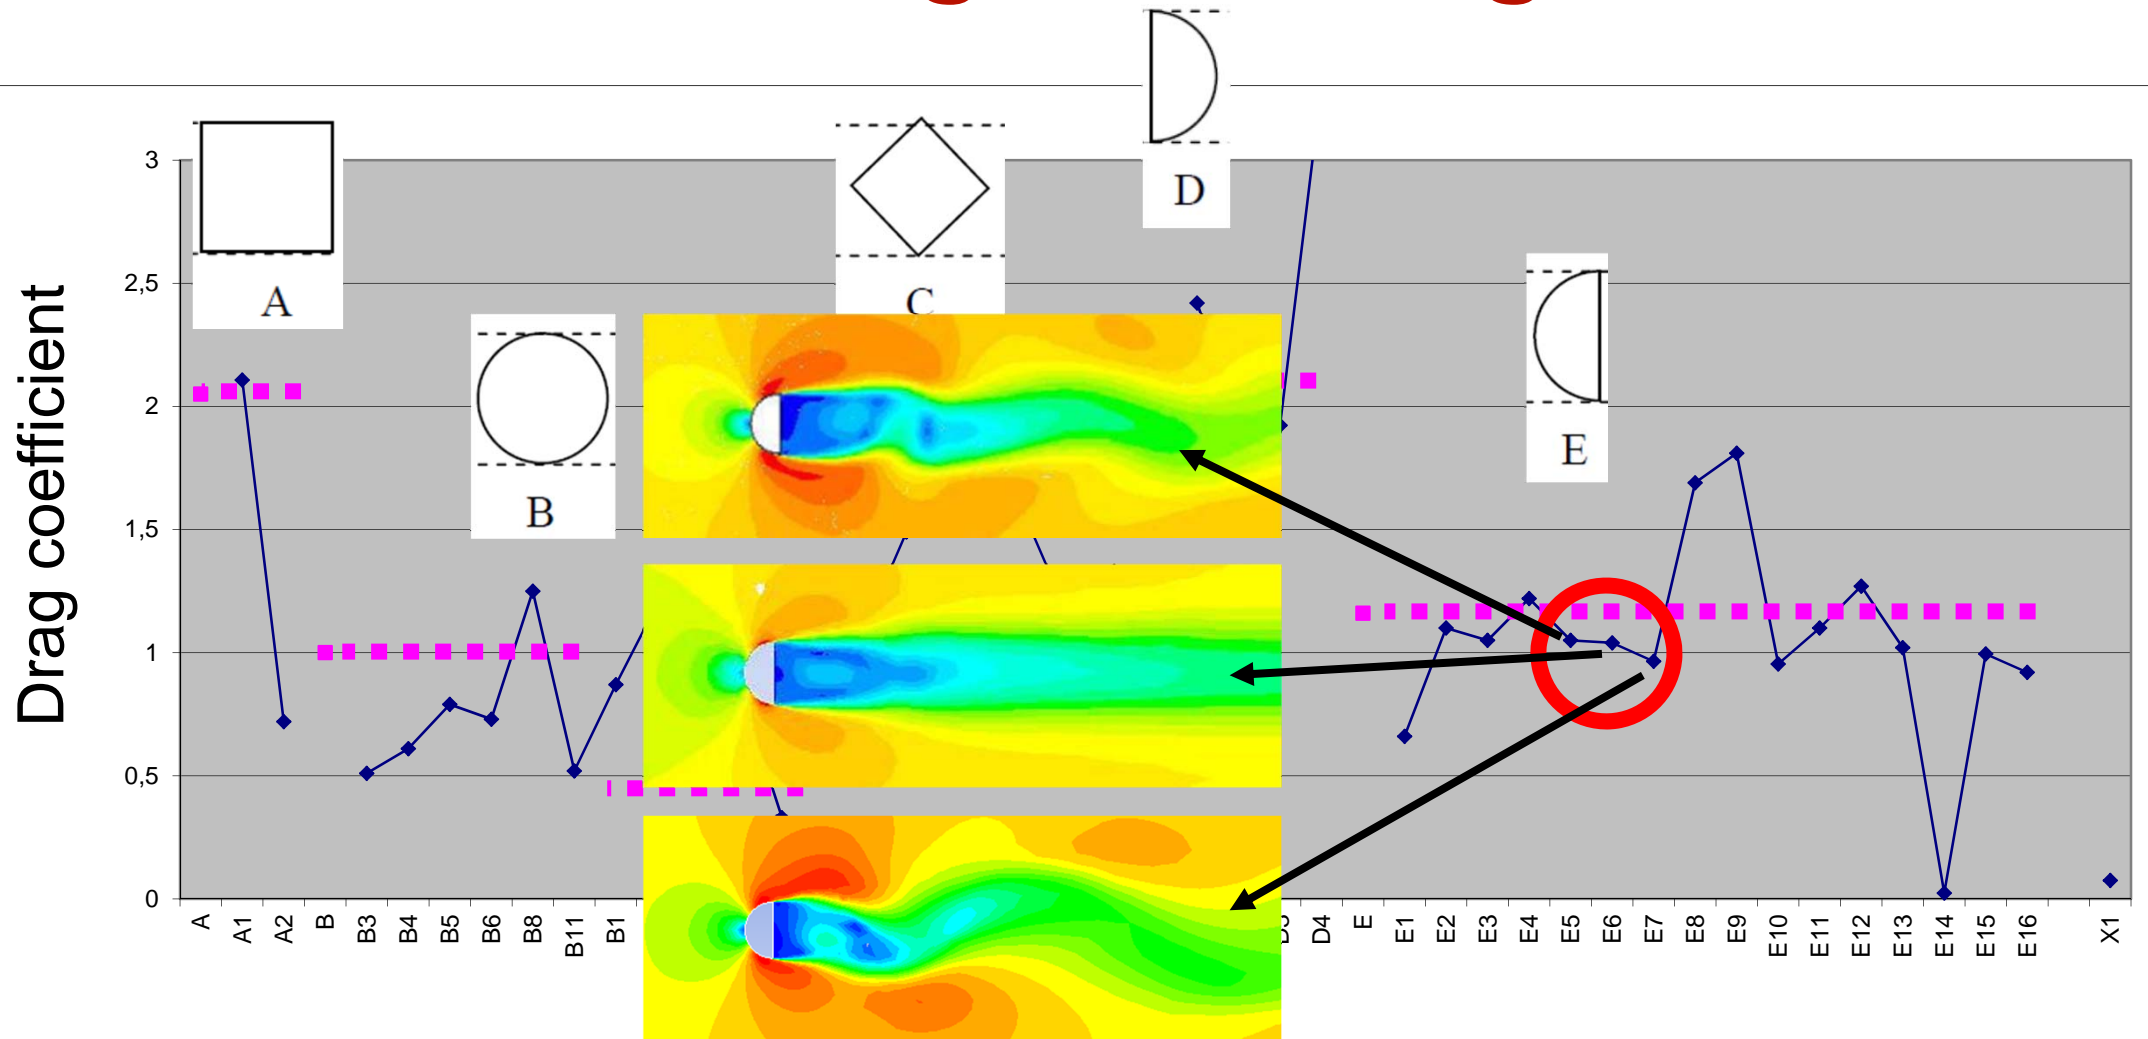 D
A
C
B
E
Drag coefficient
3
2,5
2
1,5
1
0,5
0
A
A1
A2
B
B3
B4
B5
B6
B8
B11
B1
D4
E
E1
E2
E3
E4
E5
E6
E7
E8
E9
E10
E11
E12
E13
E14
E15
E16
X1